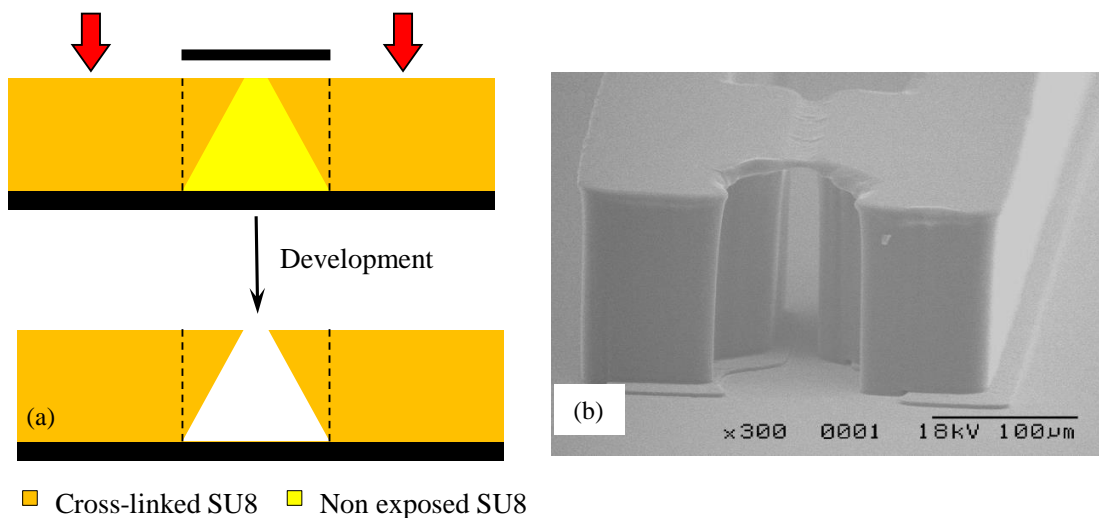 Development
(a)
Cross-linked SU8 Non exposed SU8
(b)
x300 0001 18kV 100µm